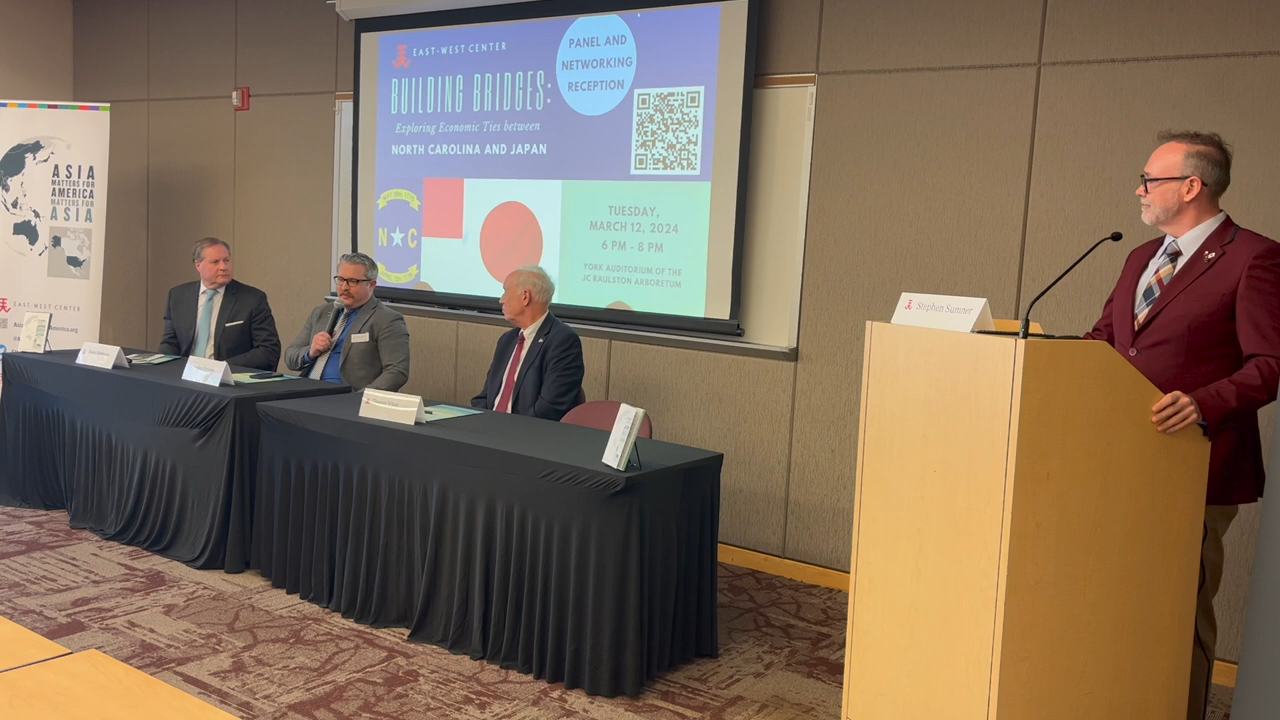 EAST-WEST CENTER
BUILDING BRIDGES:
Exploring Economic Ties between
NORTH CAROLINA AND JAPAN
PANEL AND
NETWORKING
RECEPTION
N C
TUESDAY,
MARCH 12, 2024
6 PM - 8 PM
YORK AUDITORIUM OF THE
JC RAULSTON ARBORETUM
ASIA
MATTERS FOR
AMERICA
MATTERS FOR
ASIA
EAST-WEST CENTER
Stephen Sumner